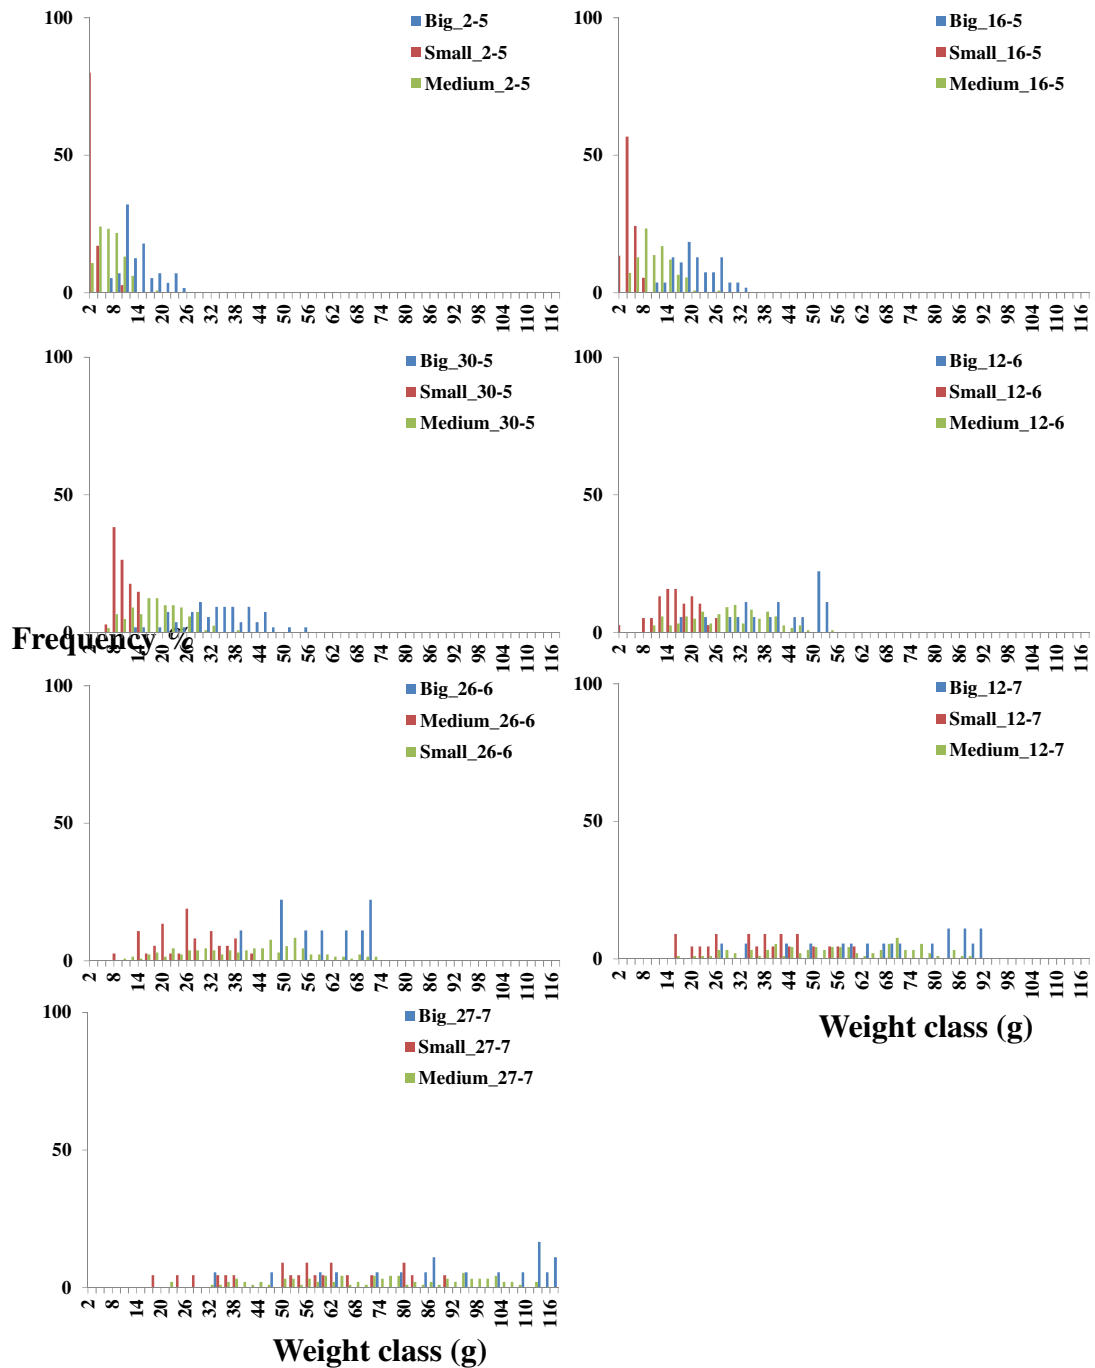 100
50
0
Big_2-5
Small_2-5
Medium_2-5
2 8 14 20 26 32 38 44 50 56 62 68 74 80 86 92 98 104 110 116
100
50
0
Big_16-5
Small_16-5
Medium_16-5
2 8 14 20 26 32 38 44 50 56 62 68 74 80 86 92 98 104 110 116
100
50
0
Big_30-5
Small_30-5
Medium_30-5
2 8 14 20 26 32 38 44 50 56 62 68 74 80 86 92 98 104 110 116
Frequency %
100
50
0
Big_12-6
Small_12-6
Medium_12-6
2 8 14 20 26 32 38 44 50 56 62 68 74 80 86 92 98 104 110 116
100
50
0
Big_26-6
Medium_26-6
Small_26-6
2 8 14 20 26 32 38 44 50 56 62 68 74 80 86 92 98 104 110 116
100
50
0
Big_12-7
Small_12-7
Medium_12-7
2 8 14 20 26 32 38 44 50 56 62 68 74 80 86 92 98 104 110 116
Weight class (g)
100
50
0
Big_27-7
Small_27-7
Medium_27-7
2 8 14 20 26 32 38 44 50 56 62 68 74 80 86 92 98 104 110 116
Weight class (g)